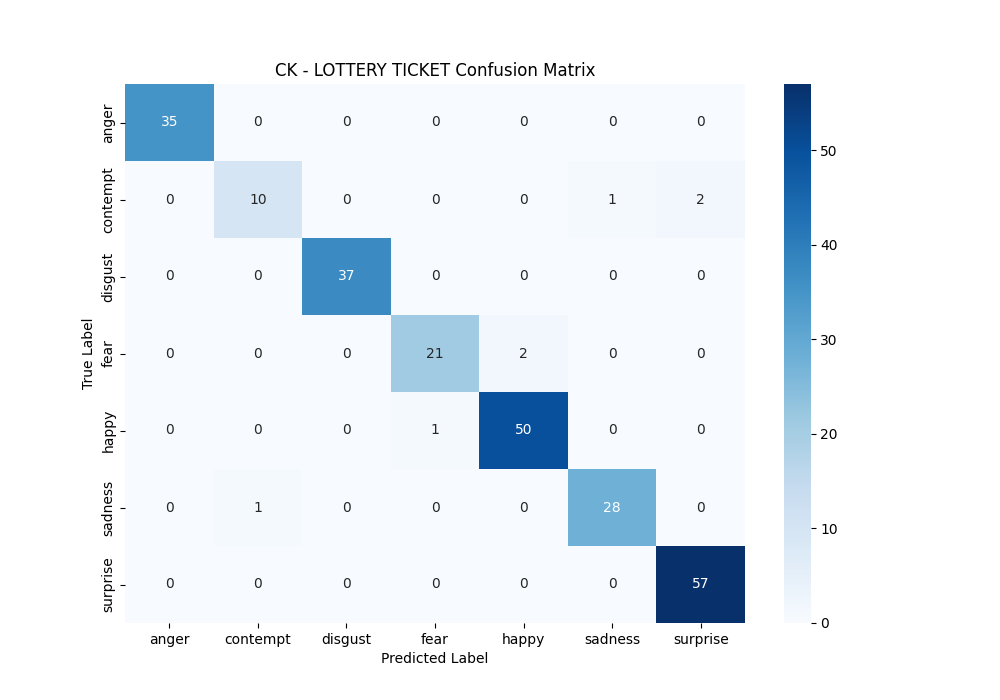 CK - LOTTERY TICKET Confusion Matrix
True Label
anger 35 0 0 0 0 0 0
contempt 0 10 0 0 0 1 2
disgust 0 0 37 0 0 0 0
fear 0 0 0 21 2 0 0
happy 0 0 0 1 50 0 0
sadness 0 1 0 0 0 28 0
surprise 0 0 0 0 0 0 57
anger contempt disgust fear happy sadness surprise
Predicted Label
50
40
30
20
10
0